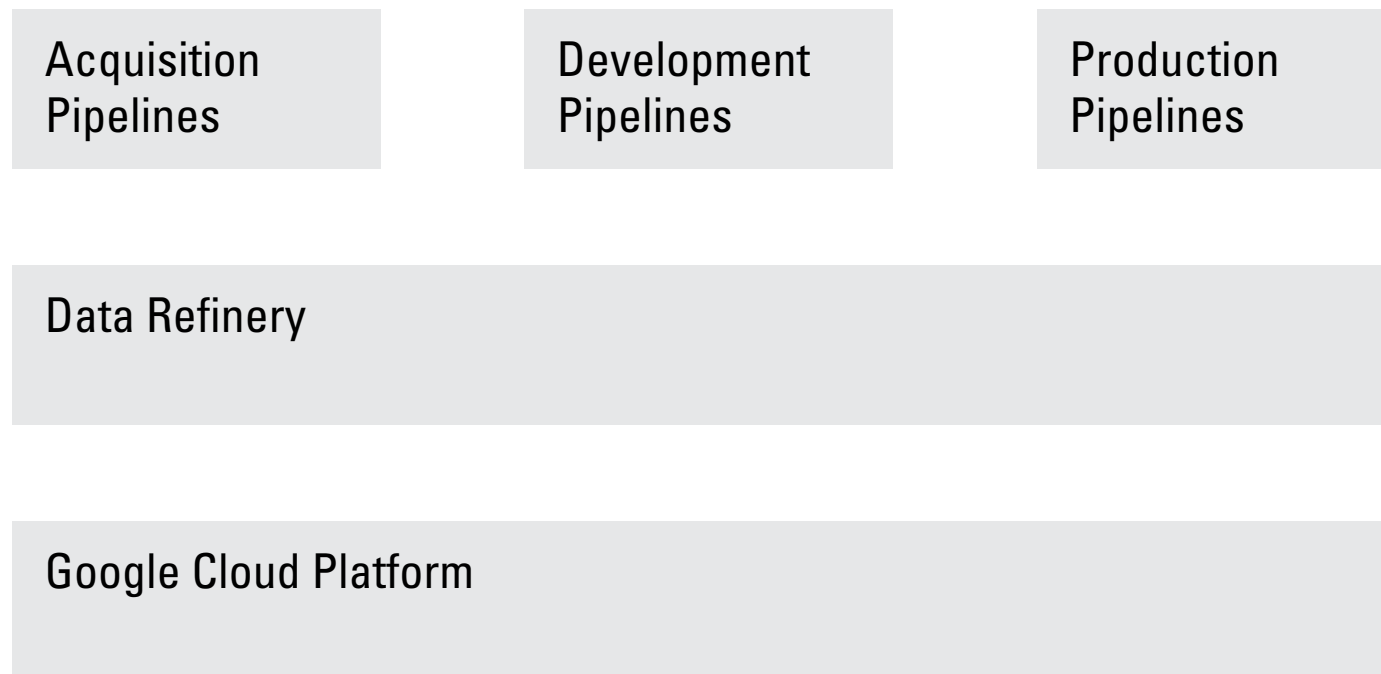 Acquisition
Pipelines
Development
Pipelines
Production
Pipelines
Data Refinery
Google Cloud Platform